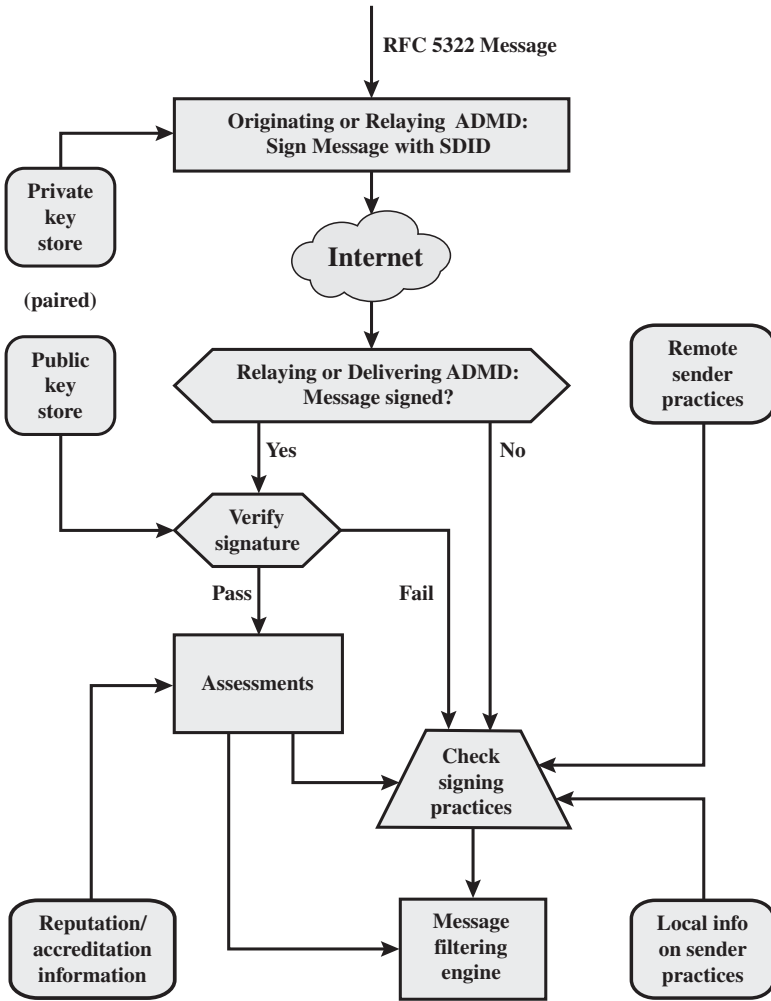 RFC 5322 Message
Originating or Relaying ADMD:
Sign Message with SDID
Private
key
store
Internet
(paired)
Public
key
store
Relaying or Delivering ADMD:
Message signed?
Remote
sender
practices
Yes
No
Verify
signature
Pass
Fail
Assessments
Check
signing
practices
Reputation/
accreditation
information
Message
filtering
engine
Local info
on sender
practices